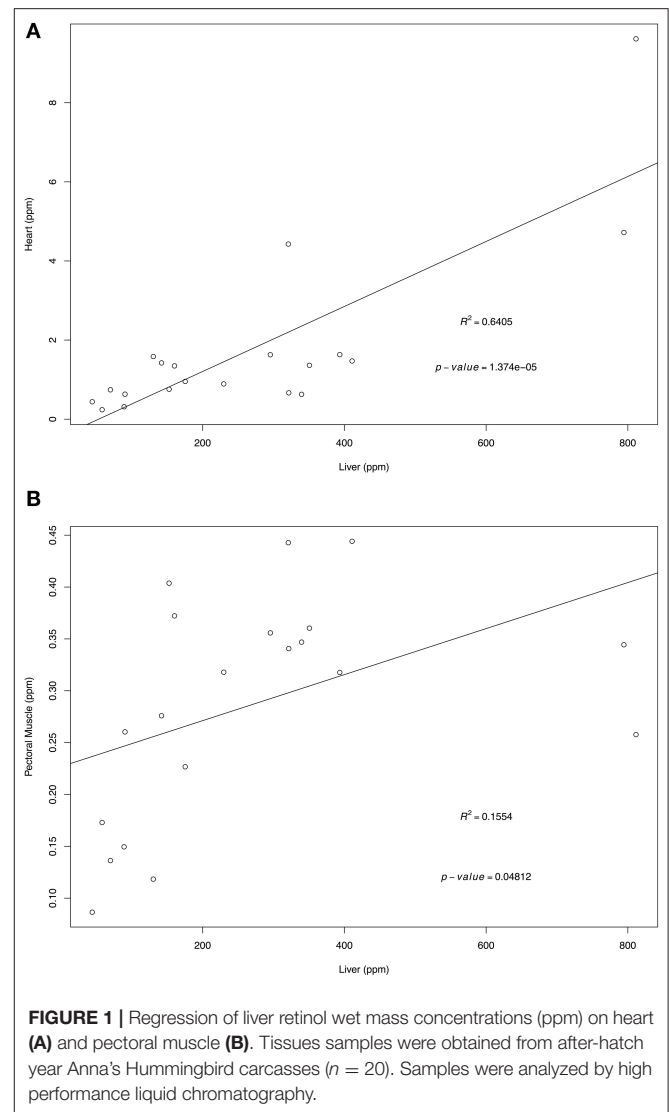 A
8
6
4
2
0
Heart (ppm)
R² = 0.6405
p − value = 1.374e−05
200 400 600 800
Liver (ppm)
B
0.45
0.40
0.35
0.30
0.25
0.20
0.15
0.10
Pectoral Muscle (ppm)
R² = 0.1554
p − value = 0.04812
200 400 600 800
Liver (ppm)
FIGURE 1 | Regression of liver retinol wet mass concentrations (ppm) on heart
(A) and pectoral muscle (B). Tissues samples were obtained from after-hatch
year Anna's Hummingbird carcasses (n = 20). Samples were analyzed by high
performance liquid chromatography.